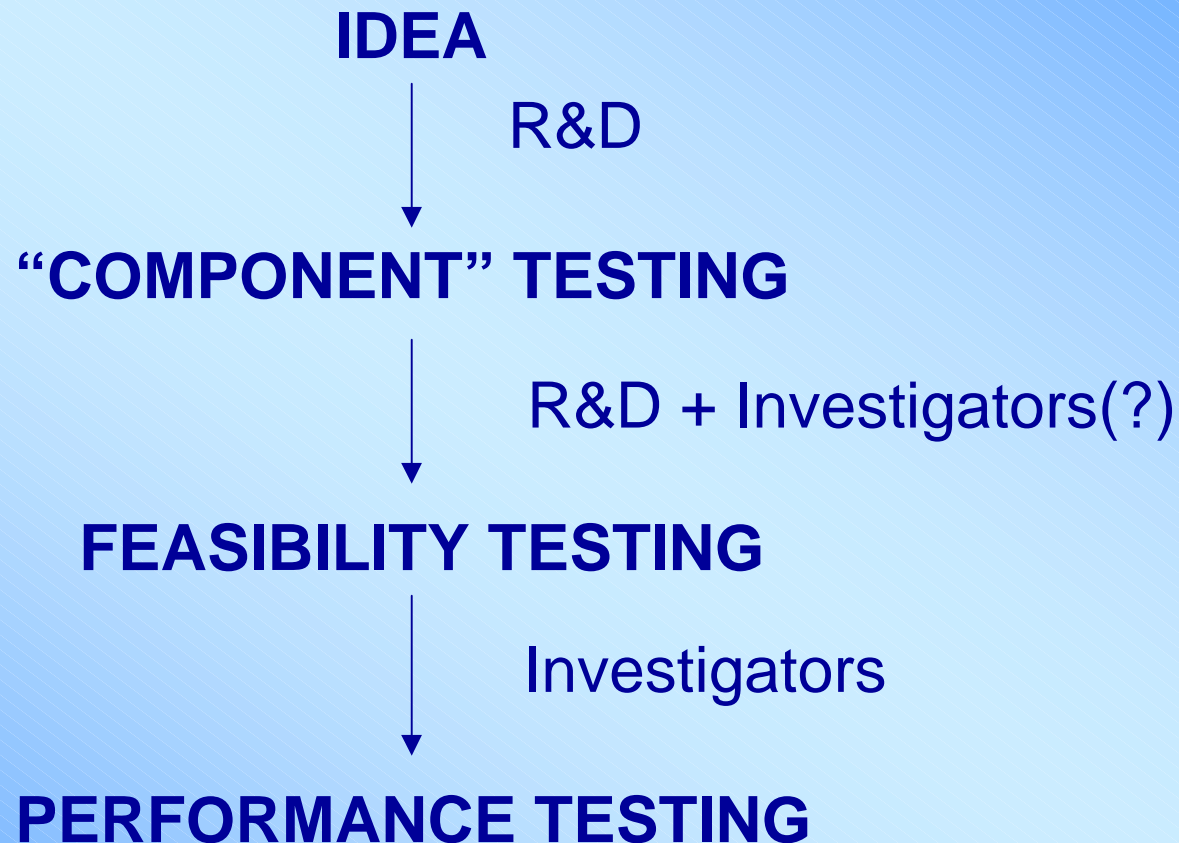 IDEA
R&D
“COMPONENT” TESTING
R&D + Investigators(?)
FEASIBILITY TESTING
Investigators
PERFORMANCE TESTING